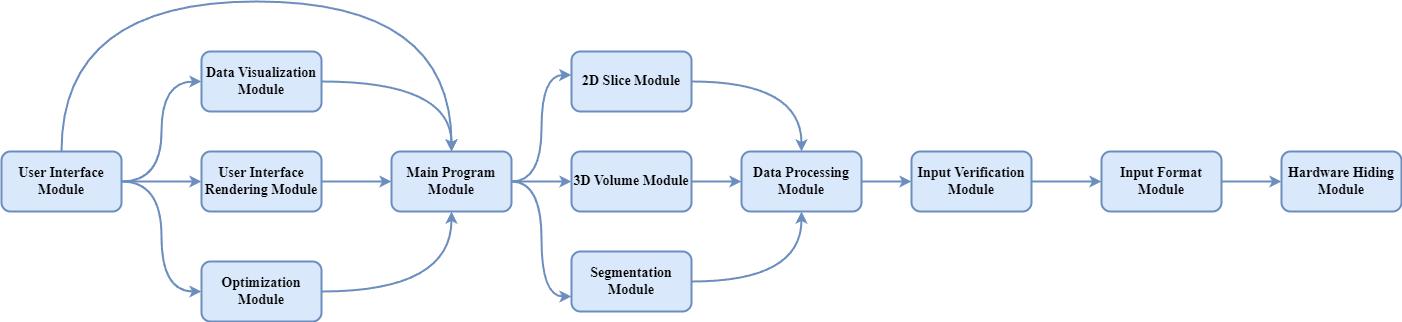 User Interface
Module
Data Visualization
Module
User Interface
Rendering Module
Optimization
Module
Main Program
Module
2D Slice Module
3D Volume Module
Segmentation
Module
Data Processing
Module
Input Verification
Module
Input Format
Module
Hardware Hiding
Module